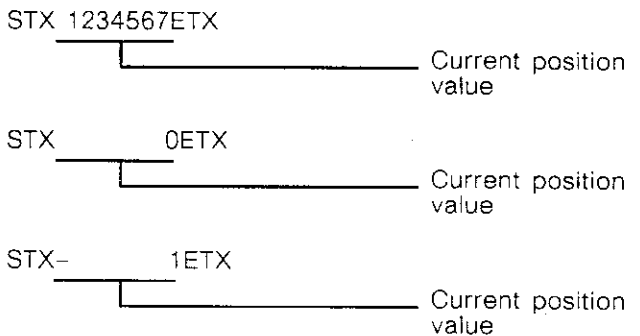 STX 1234567ETX
Current position
value
STX 0ETX
Current position
value
STX- 1ETX
Current position
value